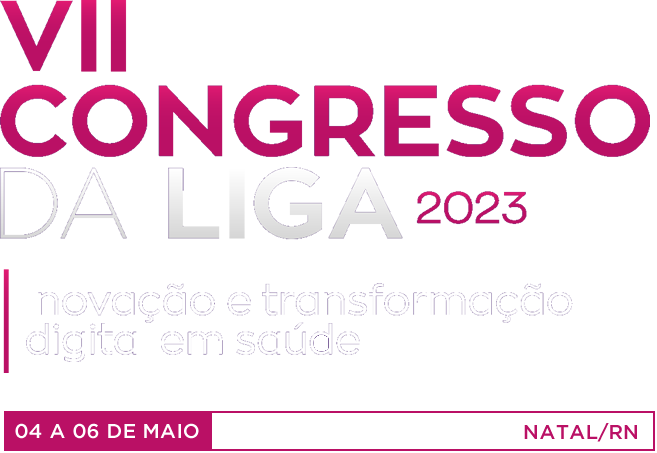 VII
CONGRESSO
DA LIGA 2023
novação e transformação
digita em saúde
04 A 06 DE MAIO
NATAL/RN